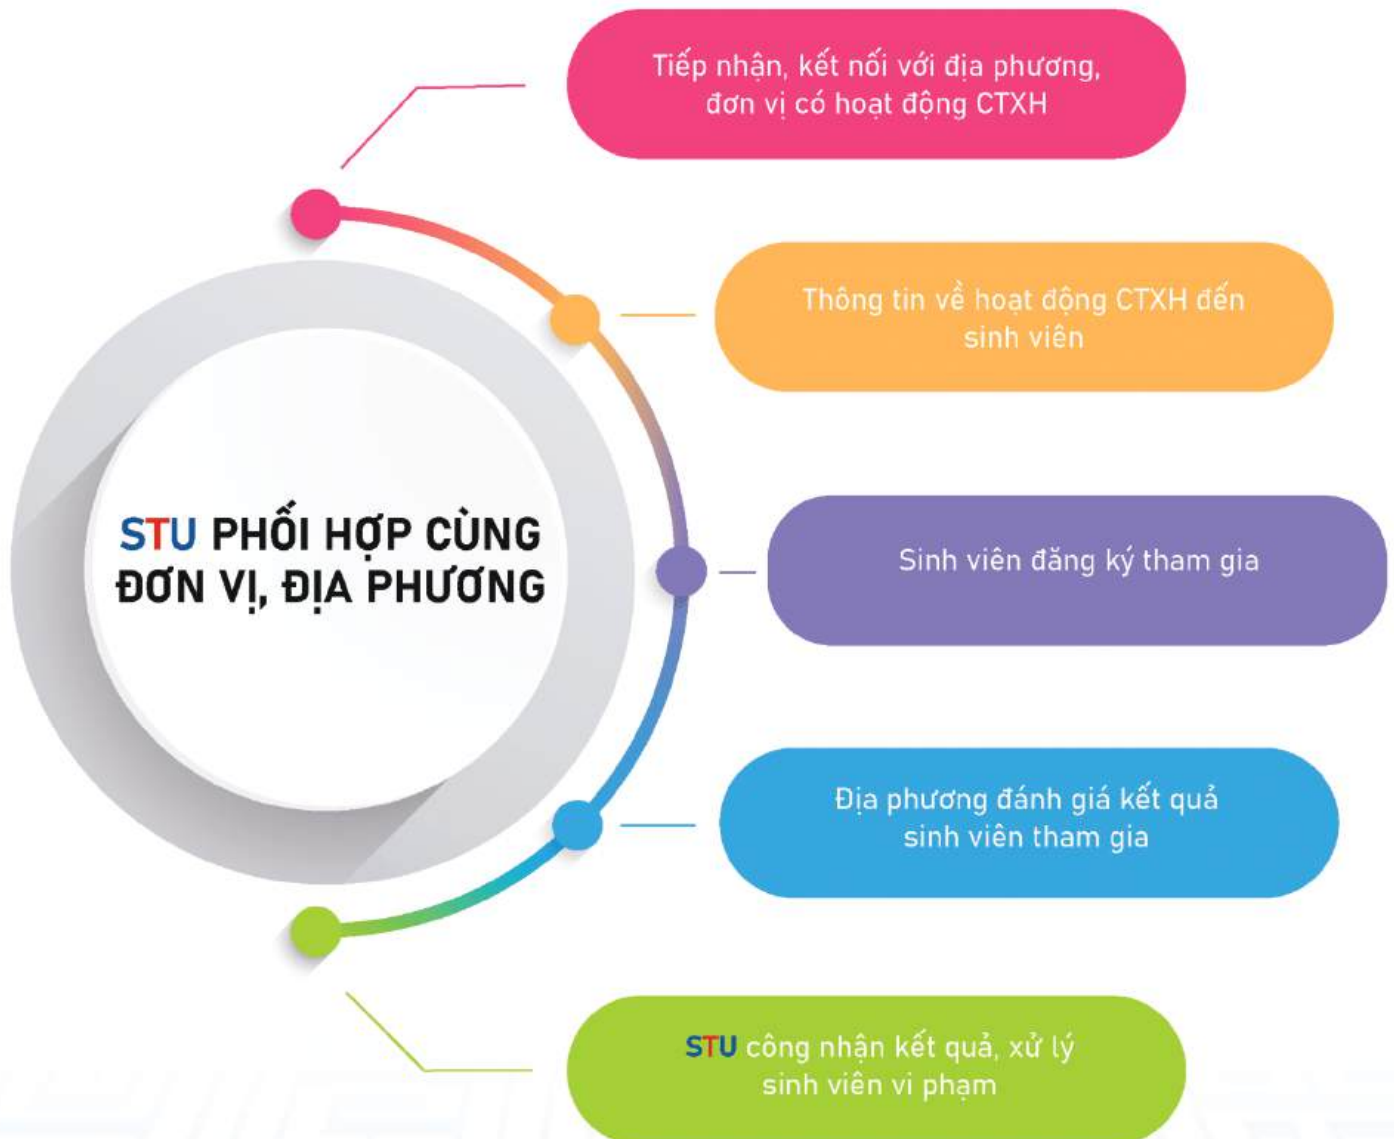 Tiếp nhận, kết nối với địa phương,
đơn vị có hoạt động CTXH
Thông tin về hoạt động CTXH đến
sinh viên
STU PHỐI HỢP CÙNG
ĐƠN VỊ, ĐỊA PHƯƠNG
Sinh viên đăng ký tham gia
Địa phương đánh giá kết quả
sinh viên tham gia
STU công nhận kết quả, xử lý
sinh viên vi phạm